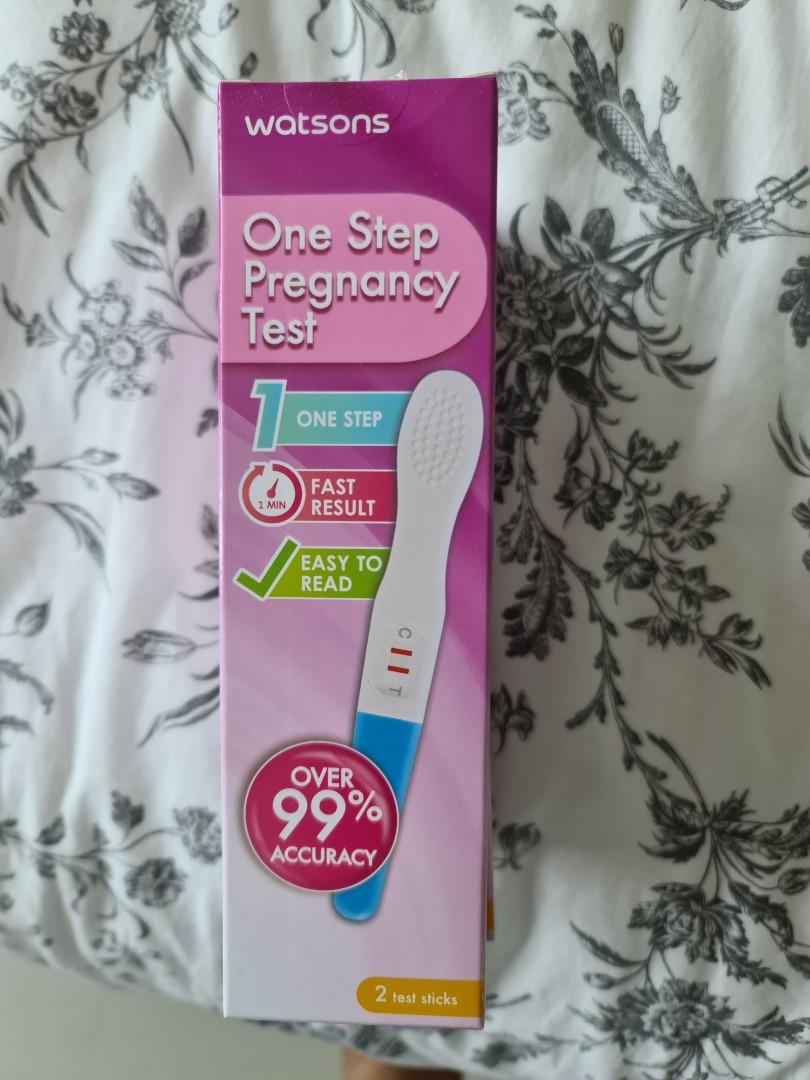 watsons
One Step
Pregnancy
Test
1 ONE STEP
1 MIN
FAST
RESULT
EASY TO
READ
C
T
OVER
99%
ACCURACY
2 test sticks